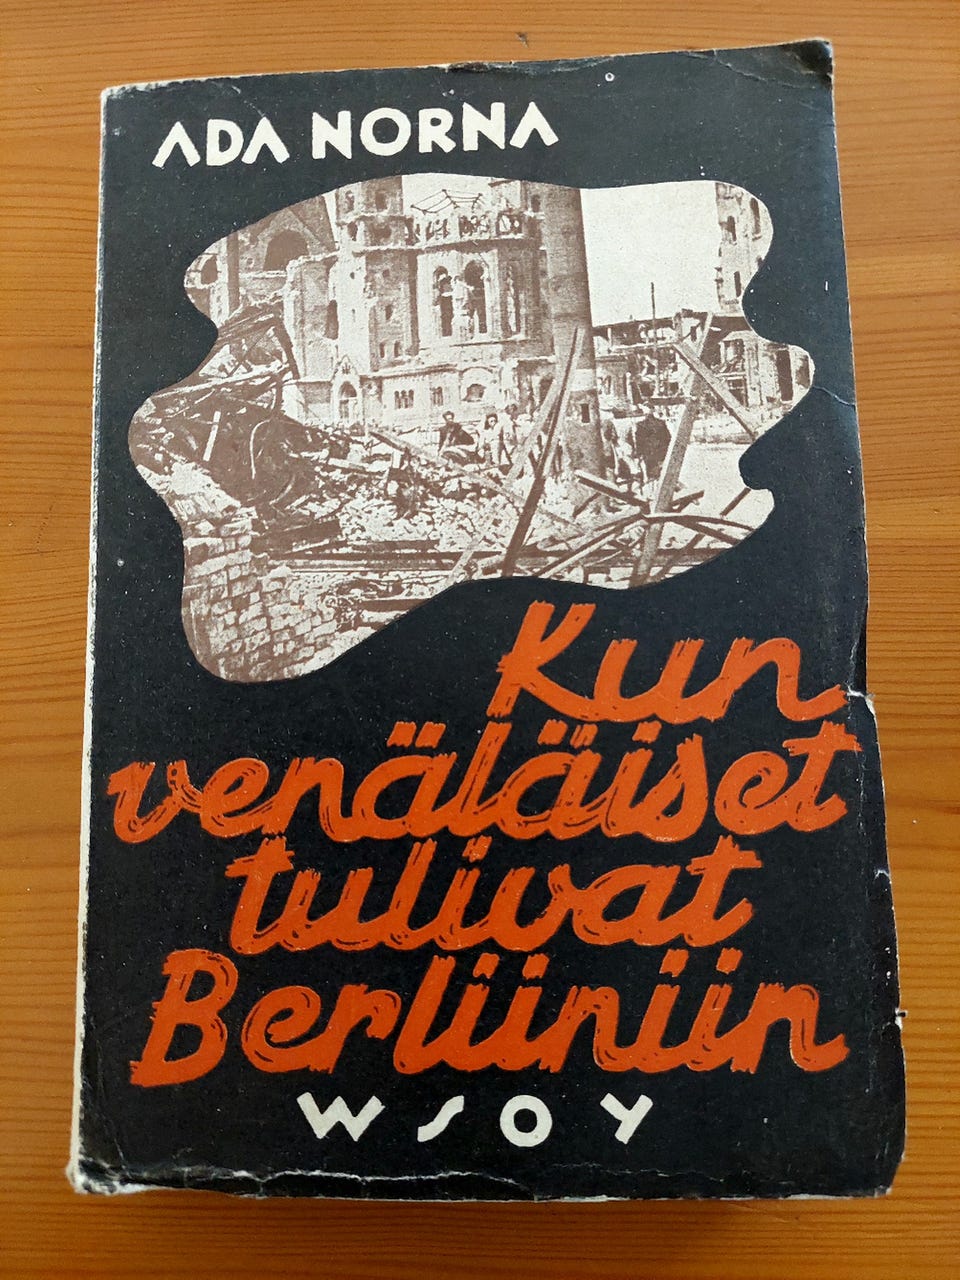 ADA NORNA
Kun
venäläiset
tulivat
Berliiniin
WSOY